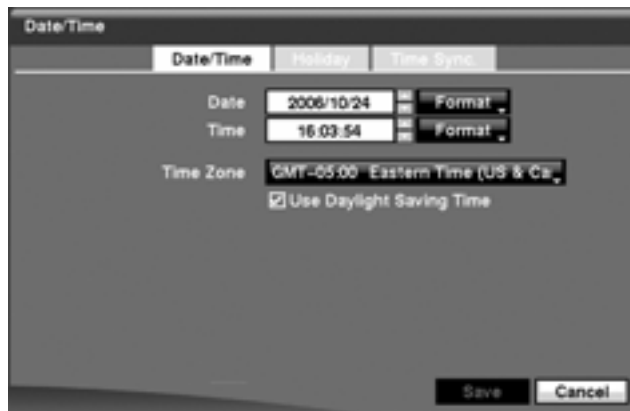 Date/Time
Date/Time Holiday Time Sync.
Date 2006/10/24 Format
Time 16:03:54 Format
Time Zone GMT-05:00 Eastern Time (US & Ca
Use Daylight Saving Time
Save Cancel